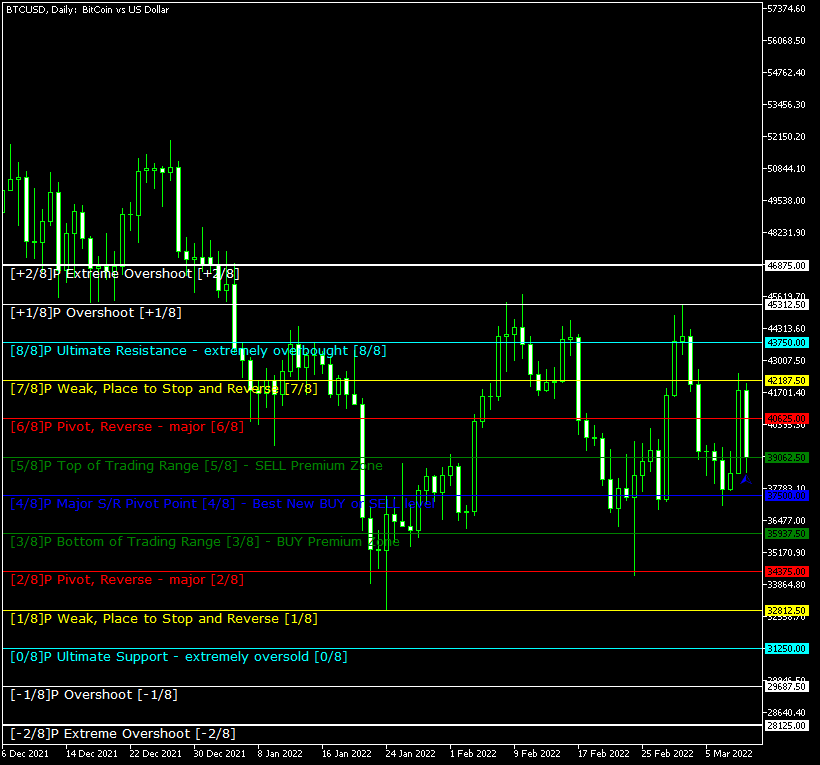 BTCUSD, Daily: BitCoin vs US Dollar
57374.60
56068.50
54762.40
53456.30
52150.20
50844.10
49538.00
48231.90
46875.00
[+2/8]P Extreme Overshoot [+2/8]
45619.70
45312.50
[+1/8]P Overshoot [+1/8]
44313.60
43750.00
[8/8]P Ultimate Resistance - extremely overbought [8/8]
43007.50
42187.50
[7/8]P Weak, Place to Stop and Reverse [7/8]
41701.40
40625.00
[6/8]P Pivot, Reverse - major [6/8]
40395.30
39062.50
[5/8]P Top of Trading Range [5/8] - SELL Premium Zone
37783.10
37500.00
[4/8]P Major S/R Pivot Point [4/8] - Best New BUY or SELL level
36477.00
35937.50
[3/8]P Bottom of Trading Range [3/8] - BUY Premium Zone
35170.90
34375.00
[2/8]P Pivot, Reverse - major [2/8]
33864.80
32812.50
32558.70
[1/8]P Weak, Place to Stop and Reverse [1/8]
31250.00
[0/8]P Ultimate Support - extremely oversold [0/8]
29687.50
[-1/8]P Overshoot [-1/8]
28640.40
28125.00
[-2/8]P Extreme Overshoot [-2/8]
6 Dec 2021 14 Dec 2021 22 Dec 2021 30 Dec 2021 8 Jan 2022 16 Jan 2022 24 Jan 2022 1 Feb 2022 9 Feb 2022 17 Feb 2022 25 Feb 2022 5 Mar 2022